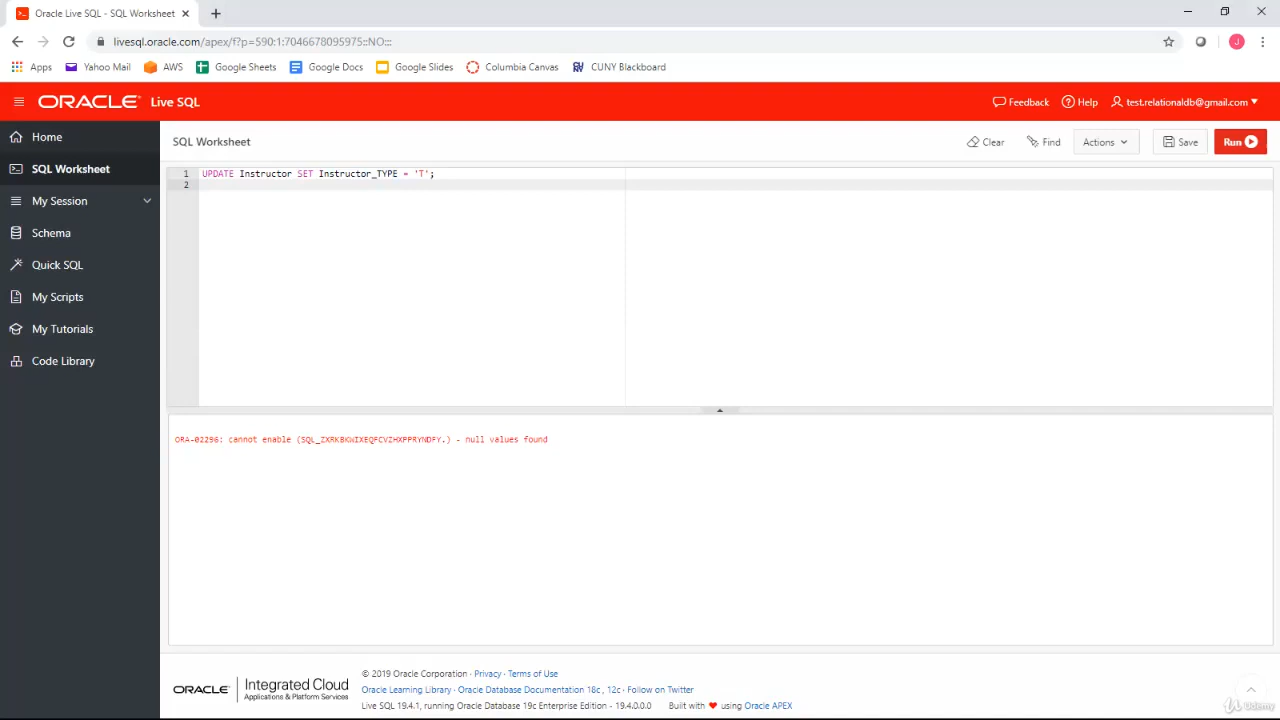 Oracle Live SQL - SQL Worksheet
livesql.oracle.com/apex/f?p=590:1:7046678095975::NO:::
J
Apps Yahoo Mail AWS Google Sheets Google Docs Google Slides Columbia Canvas CUNY Blackboard
ORACLE Live SQL Feedback Help test.relationaldb@gmail.com
Home
SQL Worksheet
My Session
Schema
Quick SQL
My Scripts
My Tutorials
Code Library
SQL Worksheet Clear Find Actions Save Run
1 UPDATE Instructor SET Instructor_TYPE = 'T';
2
ORA-02296: cannot enable (SQL_ZXRKBKWIXEQFCVZHXPPRYNDFY.) - null values found
ORACLE Integrated Cloud
Applications & Platform Services
© 2019 Oracle Corporation · Privacy · Terms of Use
Oracle Learning Library · Oracle Database Documentation 18c , 12c · Follow on Twitter
Live SQL 19.4.1, running Oracle Database 19c Enterprise Edition - 19.4.0.0.0 Built with ❤ using Oracle APEX
Udemy